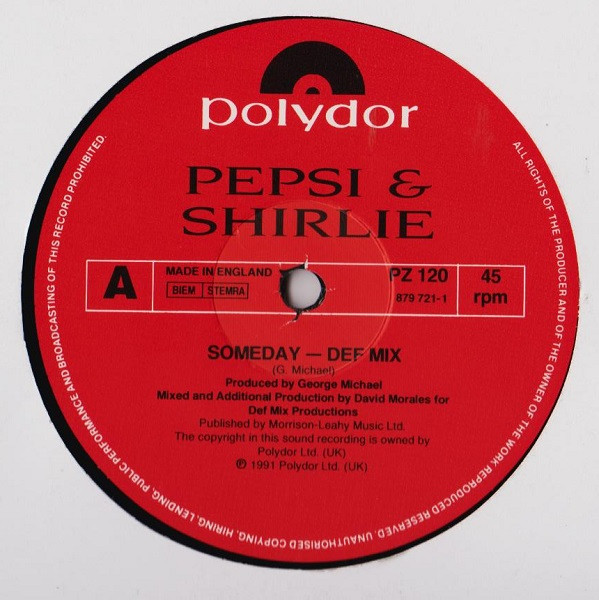 polydor
PEPSI &
SHIRLIE
A
MADE IN ENGLAND
BIEM STEMRA
PZ 120
879 721-1
45
rpm
SOMEDAY — DEF MIX
(G. Michael)
Produced by George Michael
Mixed and Additional Production by David Morales for
Def Mix Productions
Published by Morrison-Leahy Music Ltd.
The copyright in this sound recording is owned by
Polydor Ltd. (UK)
℗ 1991 Polydor Ltd. (UK)
ALL RIGHTS OF THE PRODUCER AND OF THE OWNER OF THE WORK REPRODUCED RESERVED. UNAUTHORISED COPYING, HIRING, LENDING, PUBLIC PERFORMANCE AND BROADCASTING OF THIS RECORD PROHIBITED.